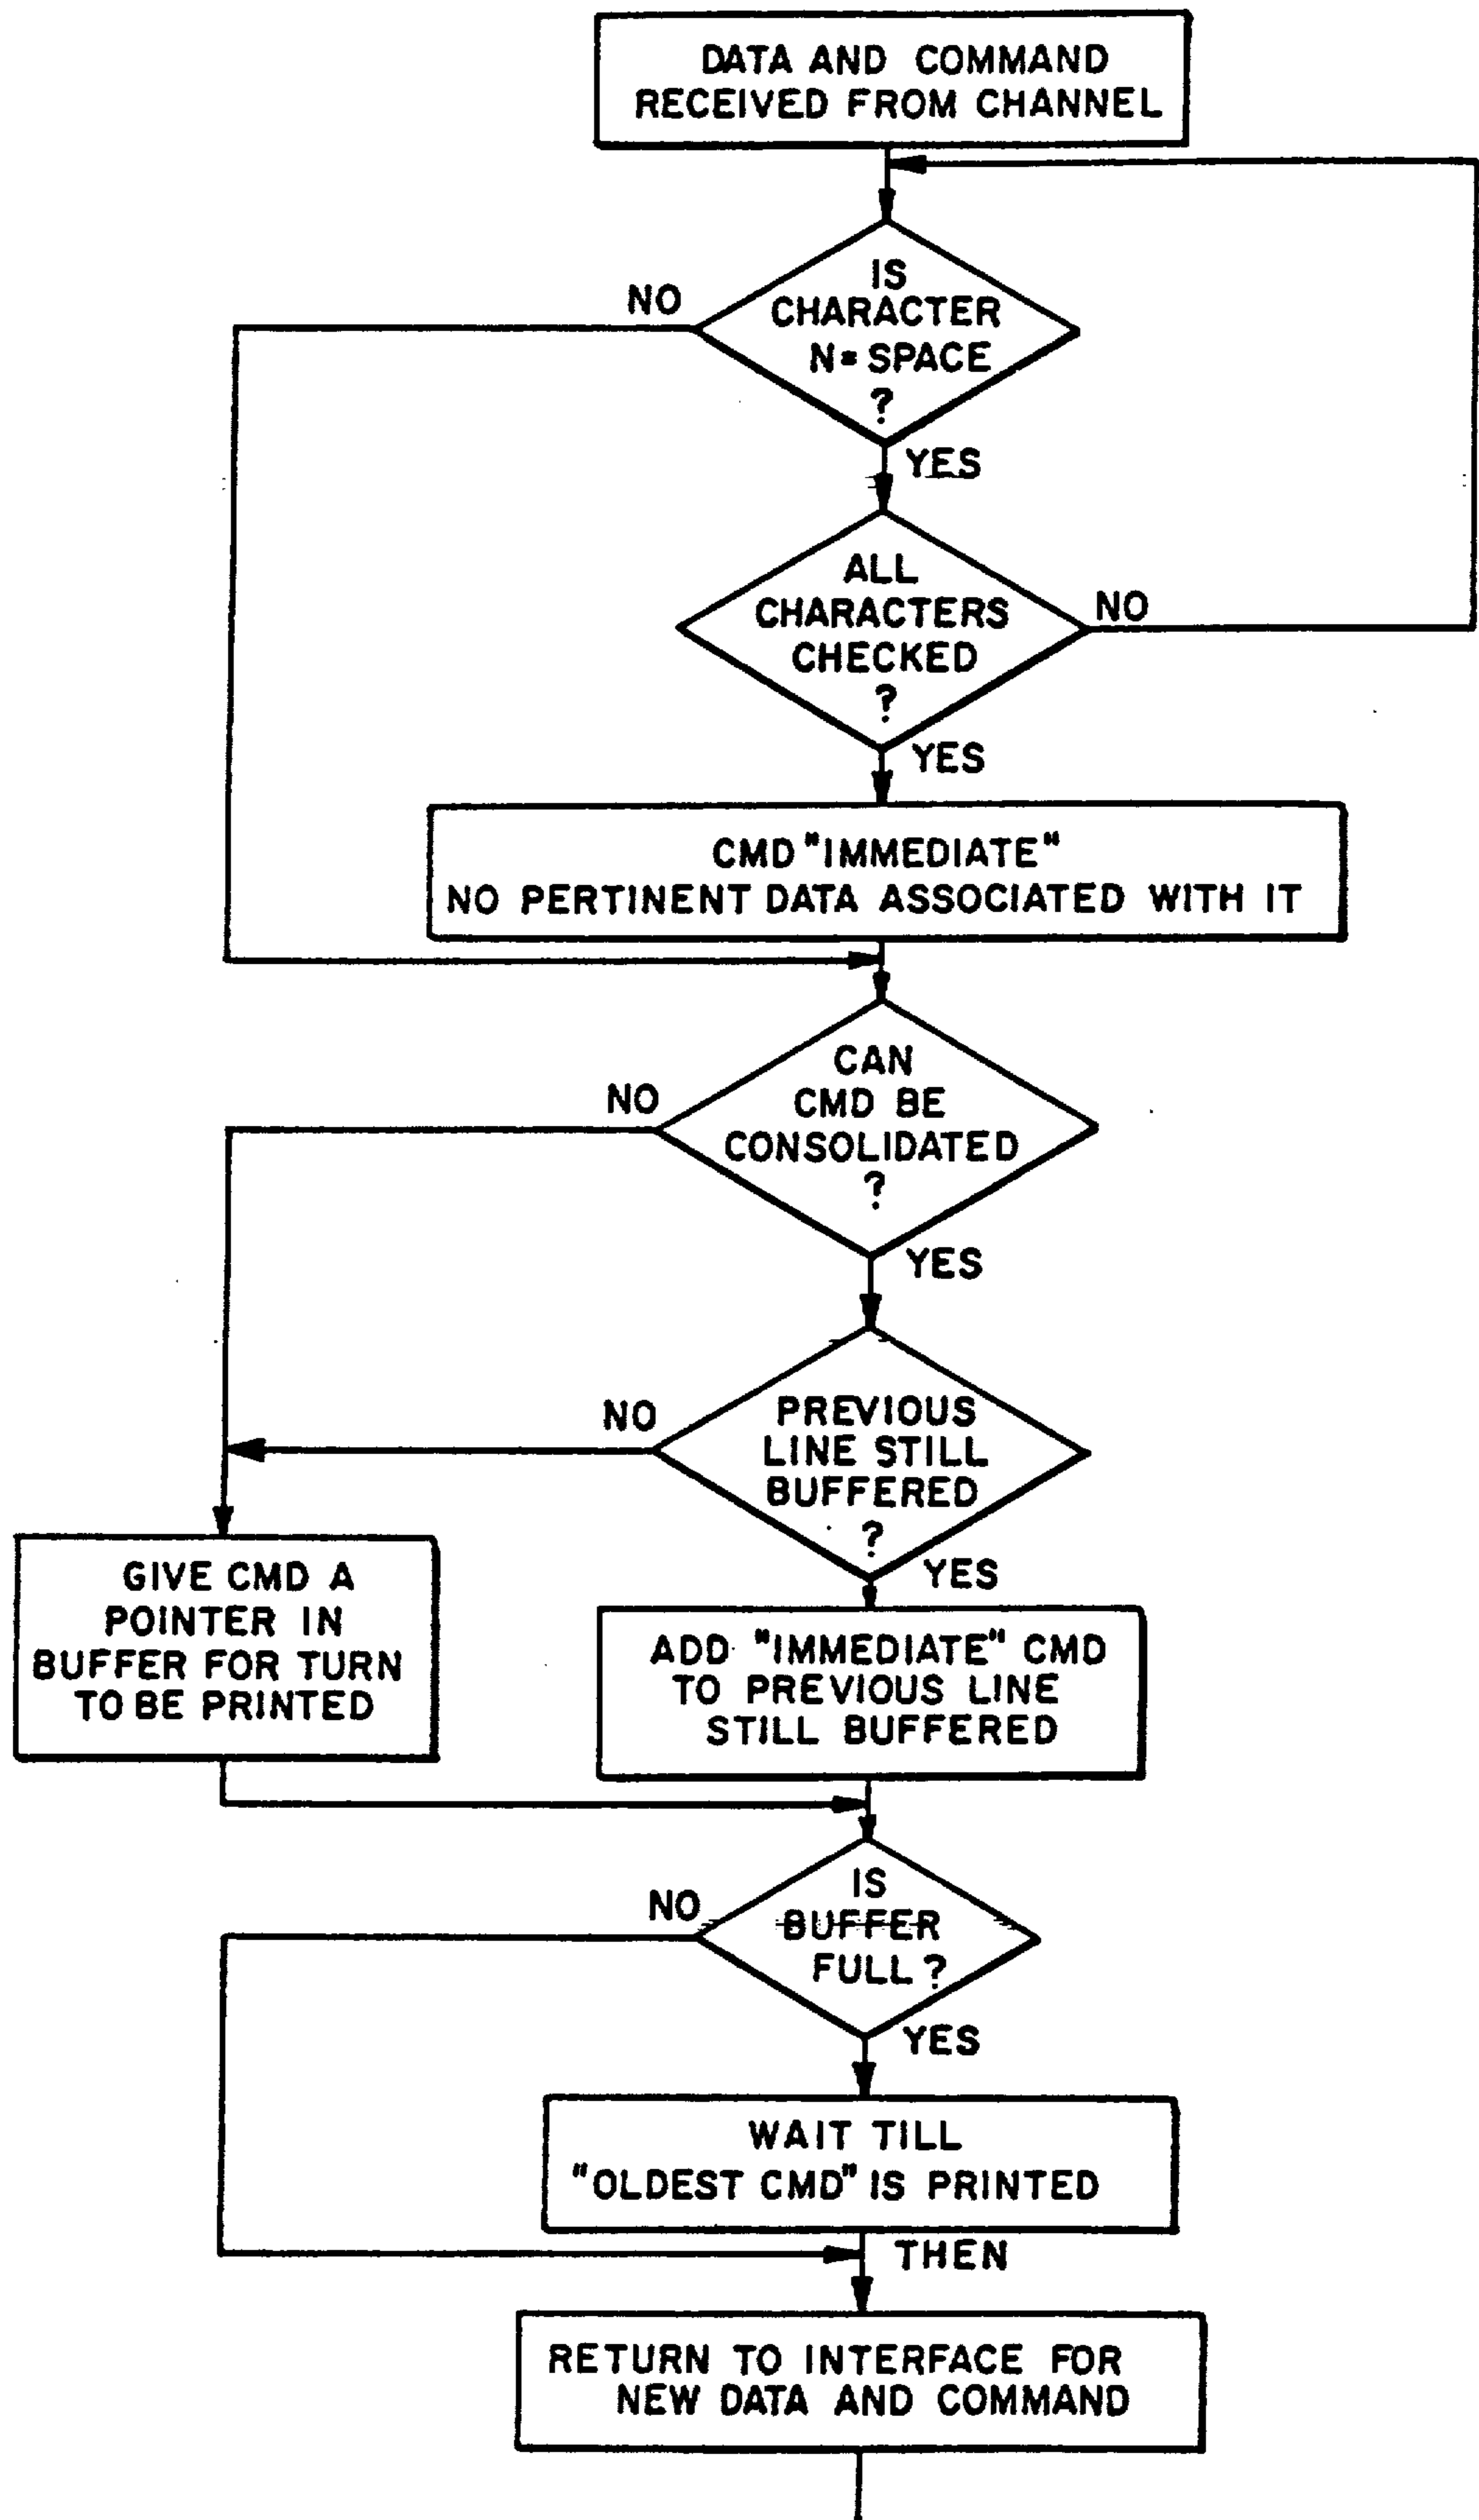 DATA AND COMMAND
RECEIVED FROM CHANNEL
IS
CHARACTER
N = SPACE
?
NO
YES
ALL
CHARACTERS
CHECKED
?
NO
YES
CMD "IMMEDIATE"
NO PERTINENT DATA ASSOCIATED WITH IT
CAN
CMD BE
CONSOLIDATED
?
NO
YES
PREVIOUS
LINE STILL
BUFFERED
?
NO
YES
GIVE CMD A
POINTER IN
BUFFER FOR TURN
TO BE PRINTED
ADD "IMMEDIATE" CMD
TO PREVIOUS LINE
STILL BUFFERED
IS
BUFFER
FULL ?
NO
YES
WAIT TILL
"OLDEST CMD" IS PRINTED
THEN
RETURN TO INTERFACE FOR
NEW DATA AND COMMAND